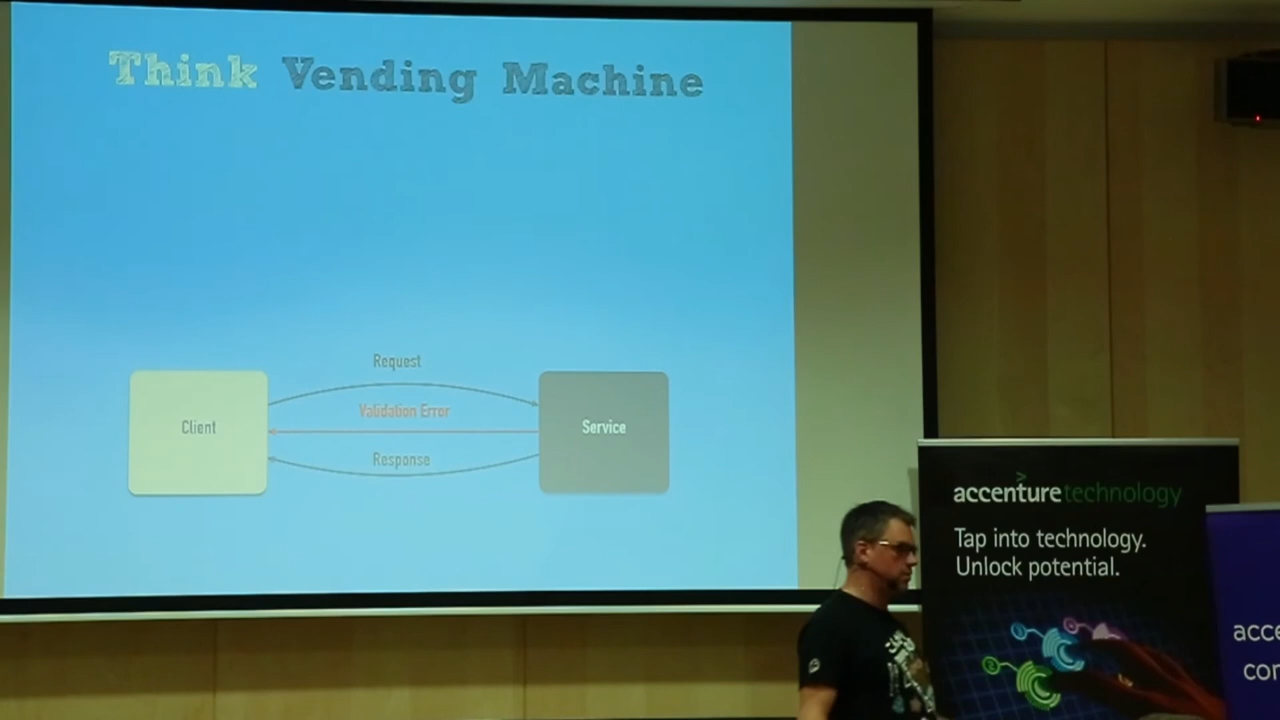 Think Vending Machine
Request
Client
Validation Error
Service
Response
accenturetechnology
Tap into technology.
Unlock potential.
acce
cor